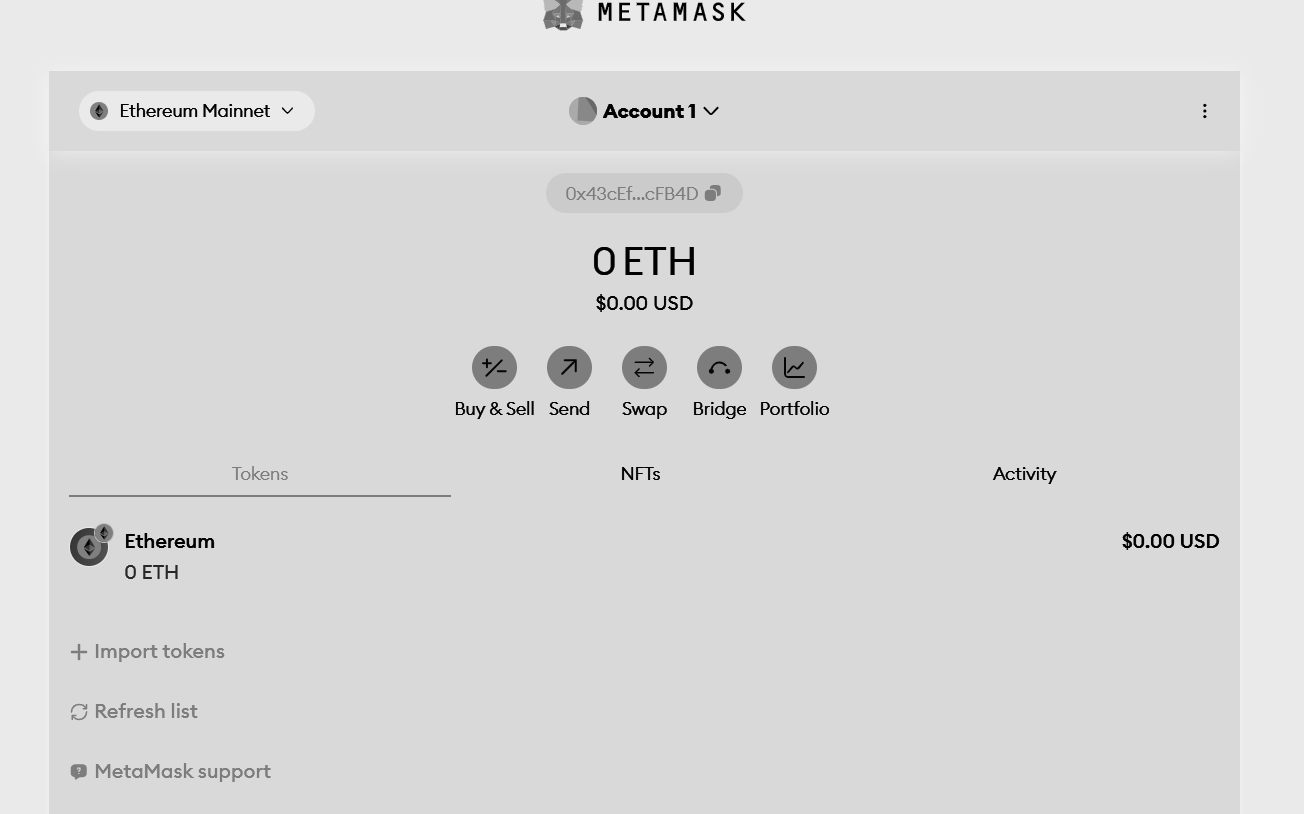 METAMASK
Ethereum Mainnet
Account 1
0x43cEf...cFB4D
0 ETH
$0.00 USD
Buy & Sell Send Swap Bridge Portfolio
Tokens NFTs Activity
Ethereum $0.00 USD
0 ETH
Import tokens
Refresh list
MetaMask support